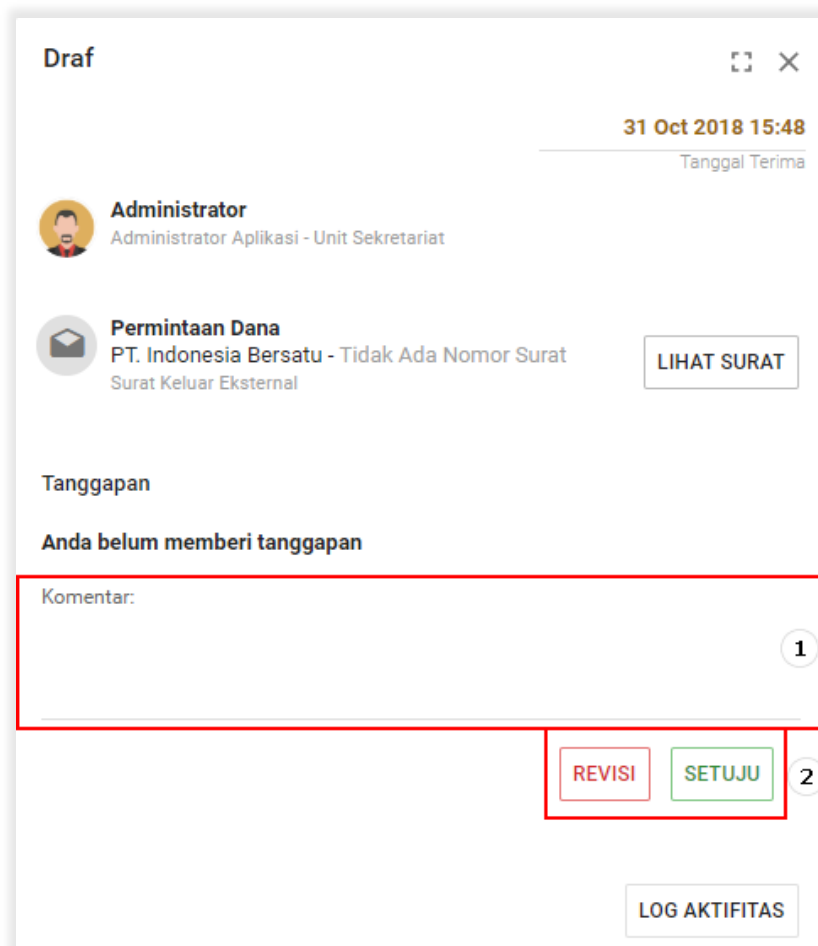 Draf
31 Oct 2018 15:48
Tanggal Terima
Administrator
Administrator Aplikasi - Unit Sekretariat
Permintaan Dana
PT. Indonesia Bersatu - Tidak Ada Nomor Surat
Surat Keluar Eksternal
LIHAT SURAT
Tanggapan
Anda belum memberi tanggapan
Komentar:
1
REVISI SETUJU 2
LOG AKTIFITAS